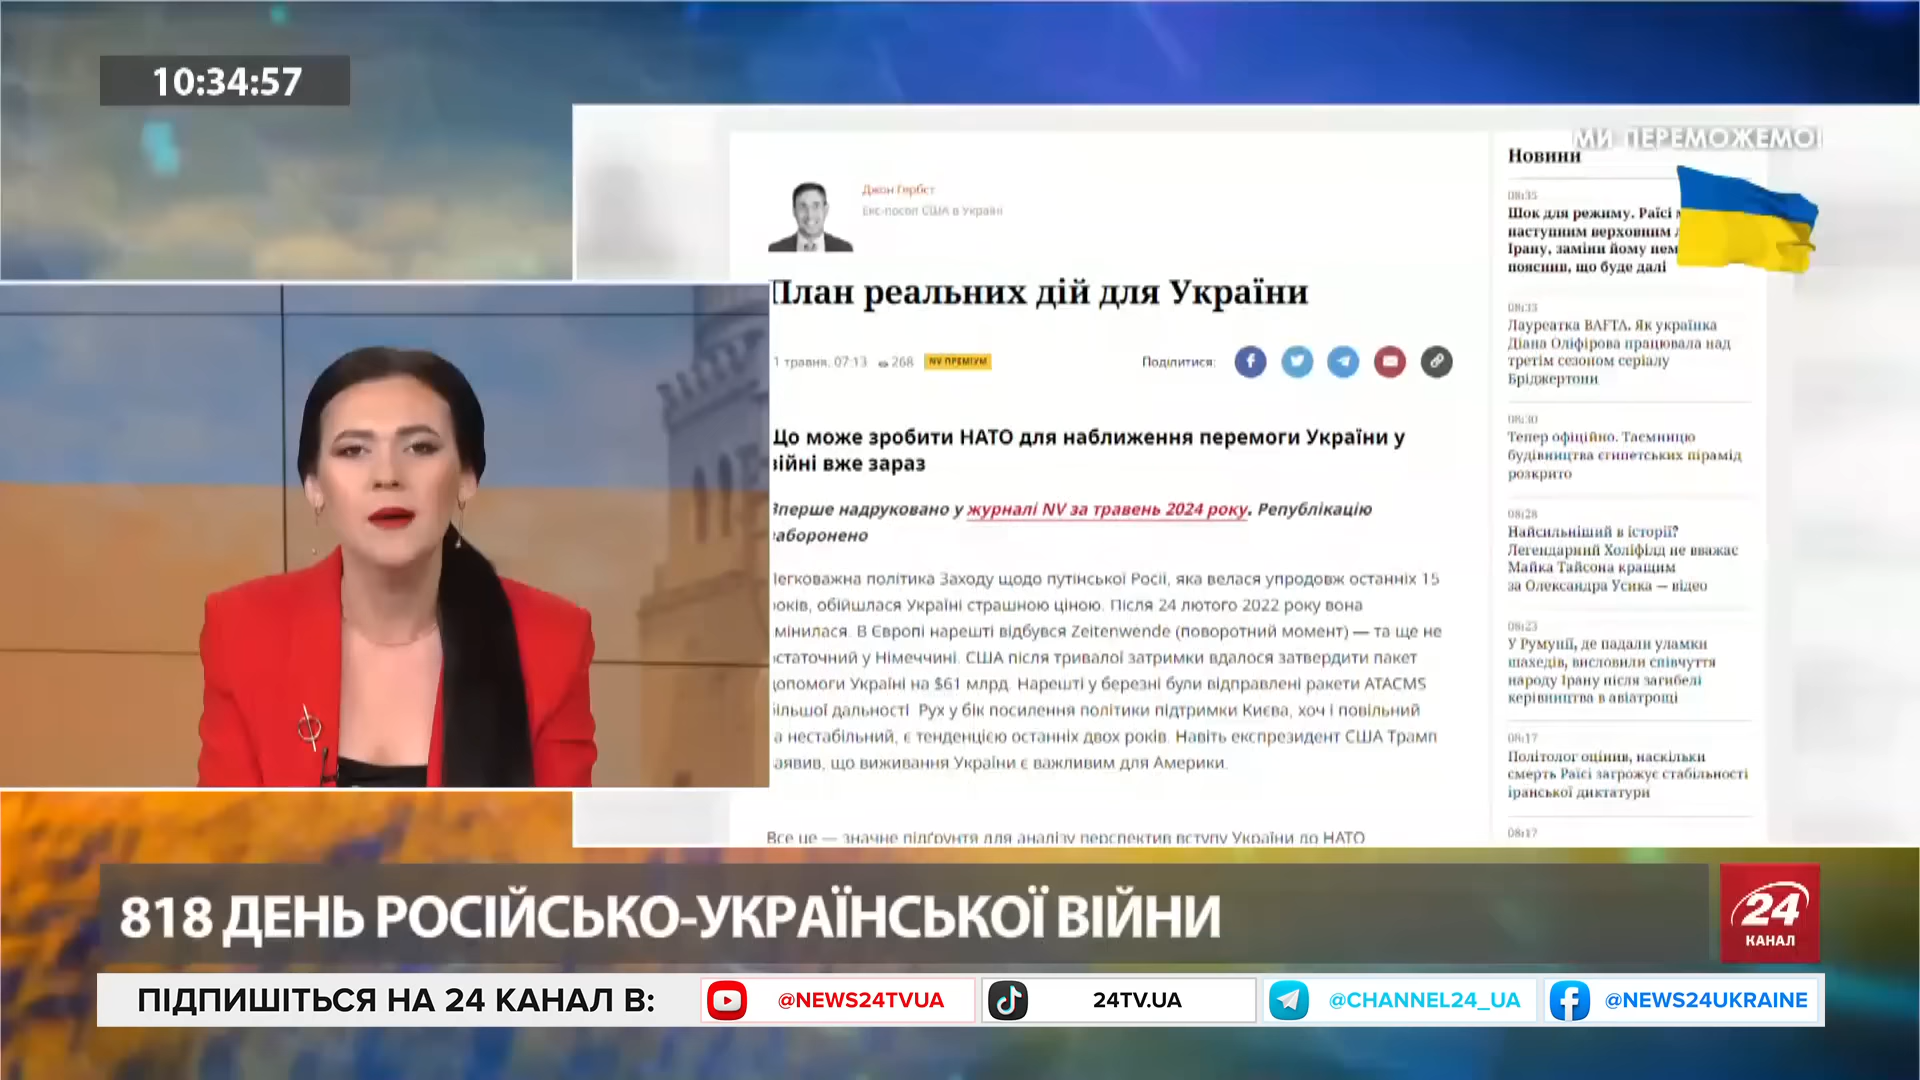 10:34:57
МИ ПЕРЕМОЖЕМО!
Джон Гербст
Екс-посол США в Україні
План реальних дій для України
1 травня, 07:13 268 NV ПРЕМІУМ
Поділитися:
Що може зробити НАТО для наближення перемоги України у
війні вже зараз
Вперше надруковано у журналі NV за травень 2024 року. Републікацію
заборонено
Легковажна політика Заходу щодо путінської Росії, яка велася упродовж останніх 15
років, обійшлася Україні страшною ціною. Після 24 лютого 2022 року вона
змінилася. В Європі нарешті відбувся Zeitenwende (поворотний момент) — та ще не
остаточний у Німеччині. США після тривалої затримки вдалося затвердити пакет
допомоги Україні на $61 млрд. Нарешті у березні були відправлені ракети ATACMS
більшої дальності. Рух у бік посилення політики підтримки Києва, хоч і повільний
та нестабільний, є тенденцією останніх двох років. Навіть експрезидент США Трамп
заявив, що виживання України є важливим для Америки.
Все це — значне підґрунтя для аналізу перспектив вступу України до НАТО
Новини
08:35
Шок для режиму. Раїсі
наступним верховним
Ірану, заміни йому нем
пояснив, що буде далі
08:33
Лауреатка BAFTA. Як українка
Діана Оліфірова працювала над
третім сезоном серіалу
Бріджертони
08:30
Тепер офіційно. Таємницю
будівництва єгипетських пірамід
розкрито
08:28
Найсильніший в історії?
Легендарний Холіфілд не вважає
Майка Тайсона кращим
за Олександра Усика — відео
08:23
У Румунії, де падали уламки
шахедів, висловили співчуття
народу Ірану після загибелі
керівництва в авіатрощі
08:17
Політолог оцінив, наскільки
смерть Раїсі загрожує стабільності
іранської диктатури
08:17
818 ДЕНЬ РОСІЙСЬКО-УКРАЇНСЬКОЇ ВІЙНИ
24
КАНАЛ
ПІДПИШІТЬСЯ НА 24 КАНАЛ В: @NEWS24TVUA 24TV.UA @CHANNEL24_UA @NEWS24UKRAINE